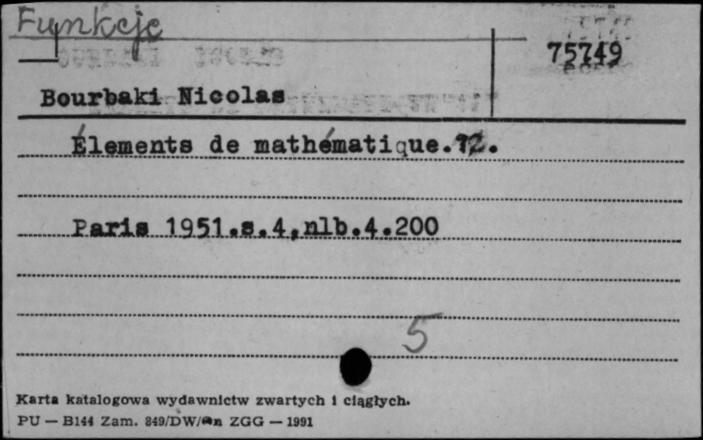 Funkcje
75749
Bourbaki Nicolas
Élements de mathématique.12.
Paris 1951.s.4,nlb.4.200
5
Karta katalogowa wydawnictw zwartych i ciągłych.
PU — B144 Zam. 849/DW/ ZGG — 1991